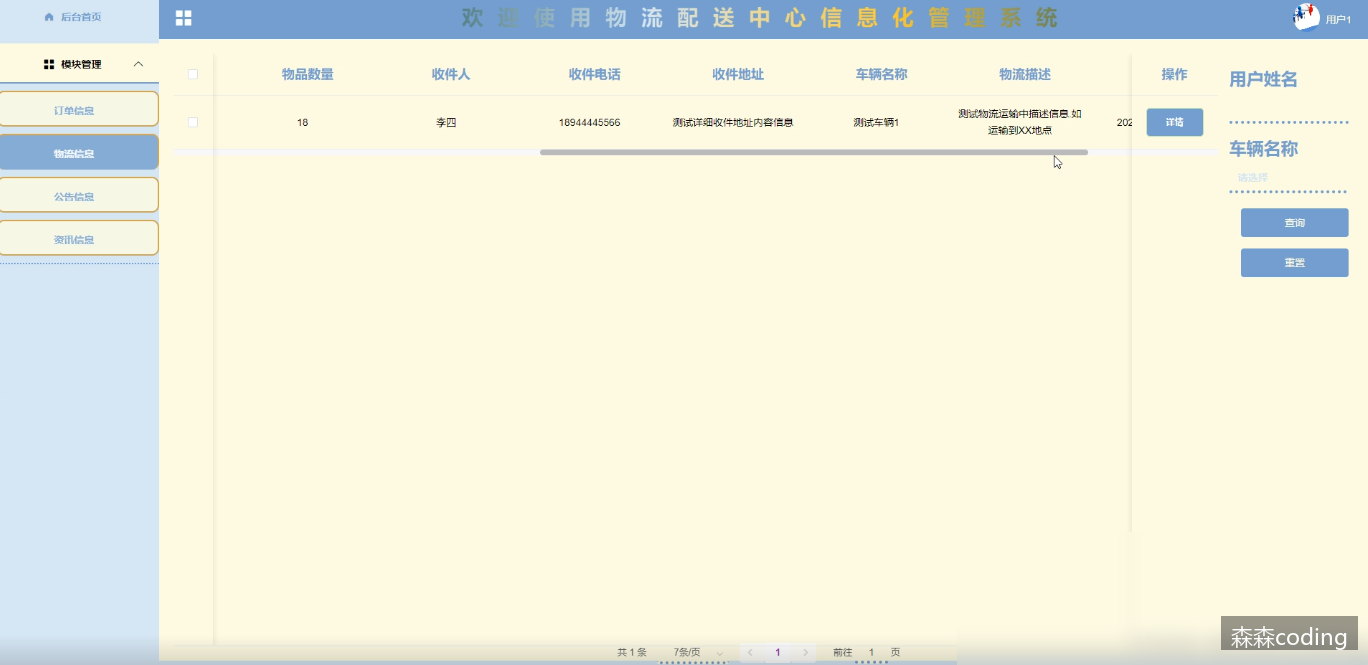 后台首页
欢迎使用物流配送中心信息化管理系统
用户1
模块管理
订单信息
物流信息
公告信息
资讯信息
物品数量 收件人 收件电话 收件地址 车辆名称 物流描述 操作
18 李四 18944445566 测试详细收件地址内容信息 测试车辆1 测试物流运输中描述信息.如 202 详情
运输到XX地点
用户姓名
车辆名称
请选择
查询
重置
共 1 条 7条/页 1 前往 1 页
森森coding